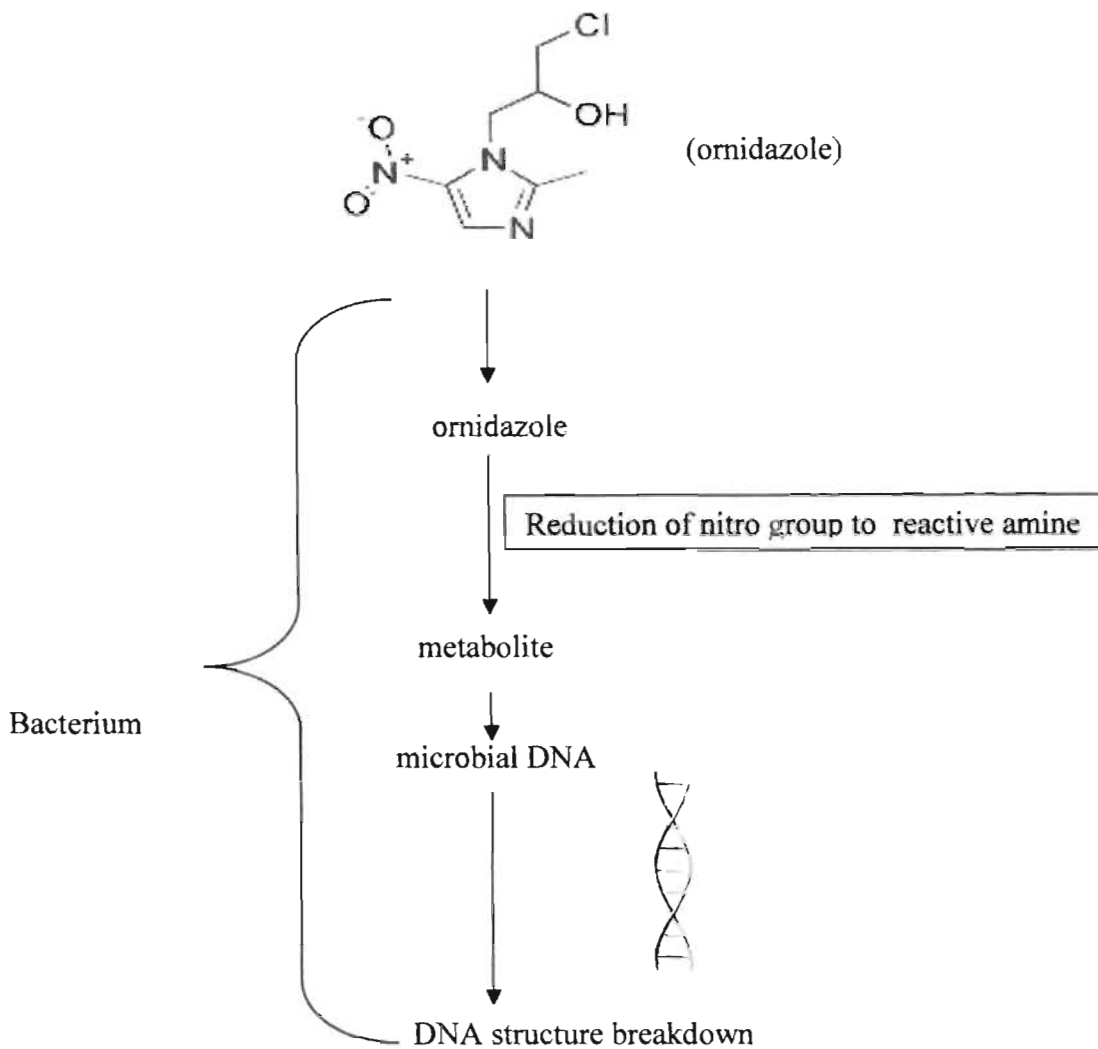 Cl
OH
(ornidazole)
-O
N+
N
O
N
ornidazole
Reduction of nitro group to reactive amine
metabolite
Bacterium
microbial DNA
DNA structure breakdown